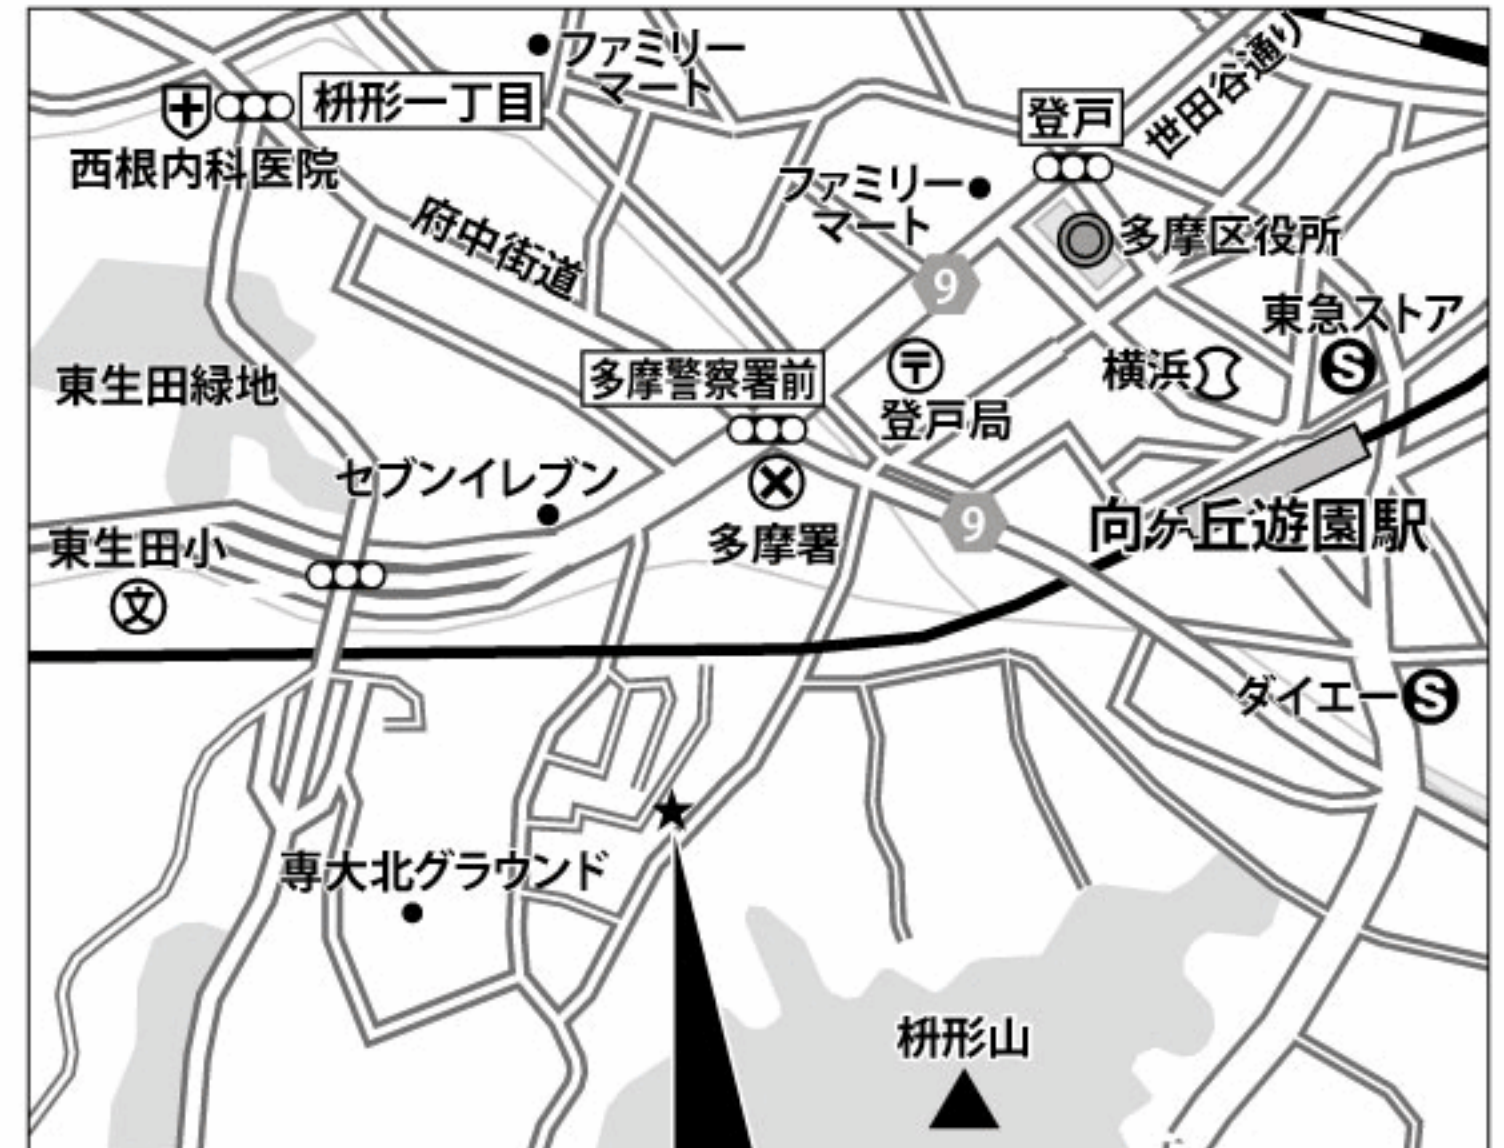 ファミリー
マート
世田谷通り
枡形一丁目
登戸
西根内科医院
ファミリー
マート
府中街道
多摩区役所
9
東急ストア
S
多摩警察署前
〒
横浜
東生田緑地
登戸局
セブンイレブン
9
向ヶ丘遊園駅
多摩署
東生田小
文
ダイエー
S
専大北グラウンド
枡形山